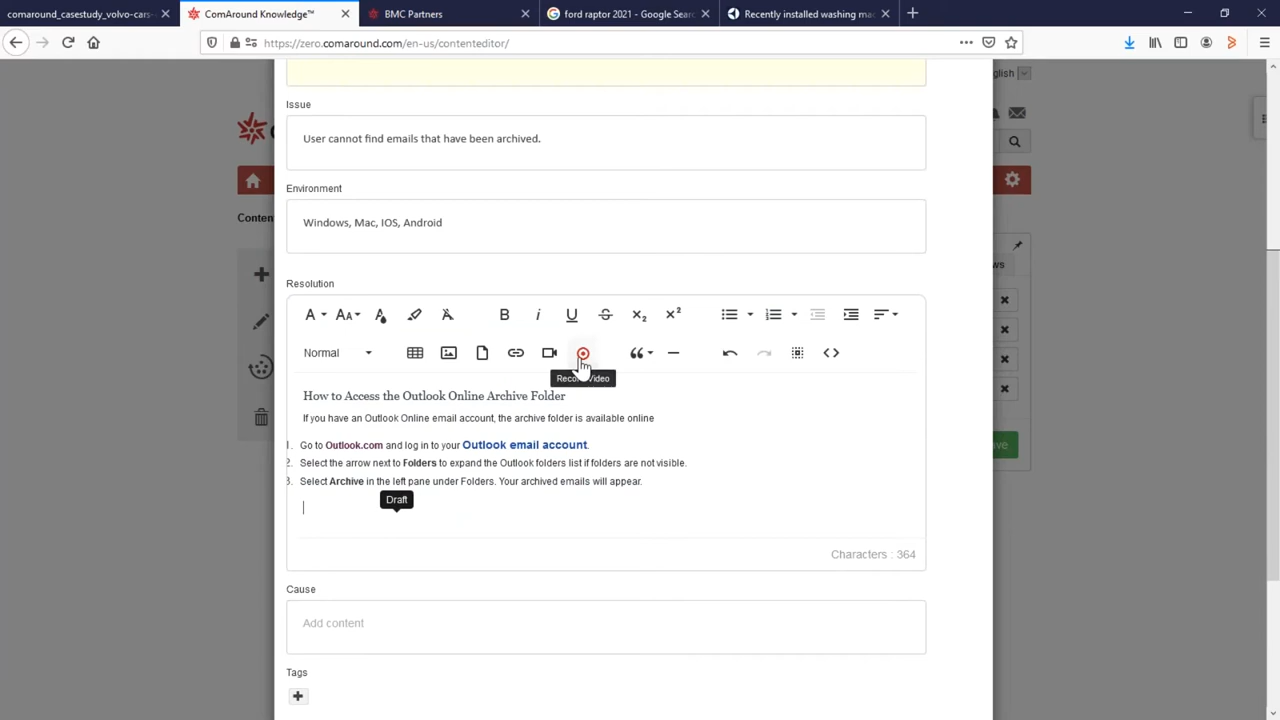 comaround_casestudy_volvo-cars-
ComAround Knowledge™
BMC Partners
ford raptor 2021 - Google Sear
Recently installed washing ma
https://zero.comaround.com/en-us/contenteditor/
glish
Issue
User cannot find emails that have been archived.
Environment
Windows, Mac, IOS, Android
Conten
ws
Resolution
Normal
Record Video
How to Access the Outlook Online Archive Folder
If you have an Outlook Online email account, the archive folder is available online
1. Go to Outlook.com and log in to your Outlook email account.
2. Select the arrow next to Folders to expand the Outlook folders list if folders are not visible.
3. Select Archive in the left pane under Folders. Your archived emails will appear.
Draft
ve
Characters : 364
Cause
Add content
Tags